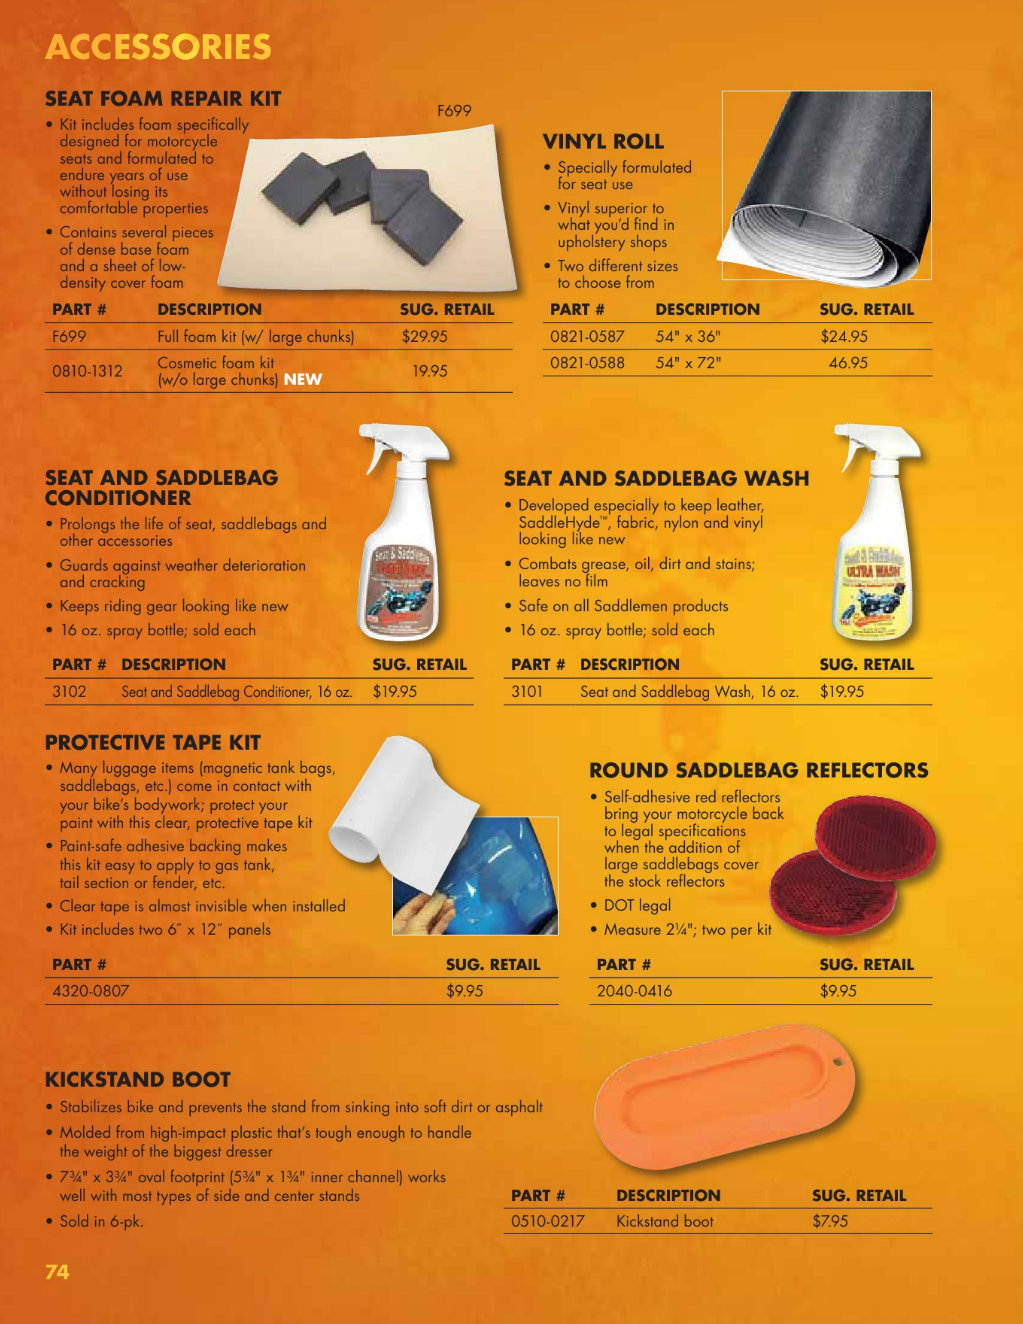 ACCESSORIES
SEAT FOAM REPAIR KIT
F699
• Kit includes foam specifically
designed for motorcycle
seats and formulated to
endure years of use
without losing its
comfortable properties
• Contains several pieces
of dense base foam
and a sheet of low-
density cover foam
PART # DESCRIPTION SUG. RETAIL
F699 Full foam kit (w/ large chunks) $29.95
0810-1312 Cosmetic foam kit
(w/o large chunks) NEW 19.95
VINYL ROLL
• Specially formulated
for seat use
• Vinyl superior to
what you’d find in
upholstery shops
• Two different sizes
to choose from
PART # DESCRIPTION SUG. RETAIL
0821-0587 54" x 36" $24.95
0821-0588 54" x 72" 46.95
SEAT AND SADDLEBAG
CONDITIONER
• Prolongs the life of seat, saddlebags and
other accessories
• Guards against weather deterioration
and cracking
• Keeps riding gear looking like new
• 16 oz. spray bottle; sold each
Seat & Saddlebag
Conditioner
PART # DESCRIPTION SUG. RETAIL
3102 Seat and Saddlebag Conditioner, 16 oz. $19.95
SEAT AND SADDLEBAG WASH
• Developed especially to keep leather,
SaddleHyde™, fabric, nylon and vinyl
looking like new
• Combats grease, oil, dirt and stains;
leaves no film
• Safe on all Saddlemen products
• 16 oz. spray bottle; sold each
Seat & Saddlebag
ULTRA WASH
PART # DESCRIPTION SUG. RETAIL
3101 Seat and Saddlebag Wash, 16 oz. $19.95
PROTECTIVE TAPE KIT
• Many luggage items (magnetic tank bags,
saddlebags, etc.) come in contact with
your bike’s bodywork; protect your
paint with this clear, protective tape kit
• Paint-safe adhesive backing makes
this kit easy to apply to gas tank,
tail section or fender, etc.
• Clear tape is almost invisible when installed
• Kit includes two 6˝ x 12˝ panels
PART # SUG. RETAIL
4320-0807 $9.95
ROUND SADDLEBAG REFLECTORS
• Self-adhesive red reflectors
bring your motorcycle back
to legal specifications
when the addition of
large saddlebags cover
the stock reflectors
• DOT legal
• Measure 2¼"; two per kit
PART # SUG. RETAIL
2040-0416 $9.95
KICKSTAND BOOT
• Stabilizes bike and prevents the stand from sinking into soft dirt or asphalt
• Molded from high-impact plastic that’s tough enough to handle
the weight of the biggest dresser
• 7¾" x 3¾" oval footprint (5¾" x 1¾" inner channel) works
well with most types of side and center stands
• Sold in 6-pk.
PART # DESCRIPTION SUG. RETAIL
0510-0217 Kickstand boot $7.95
74